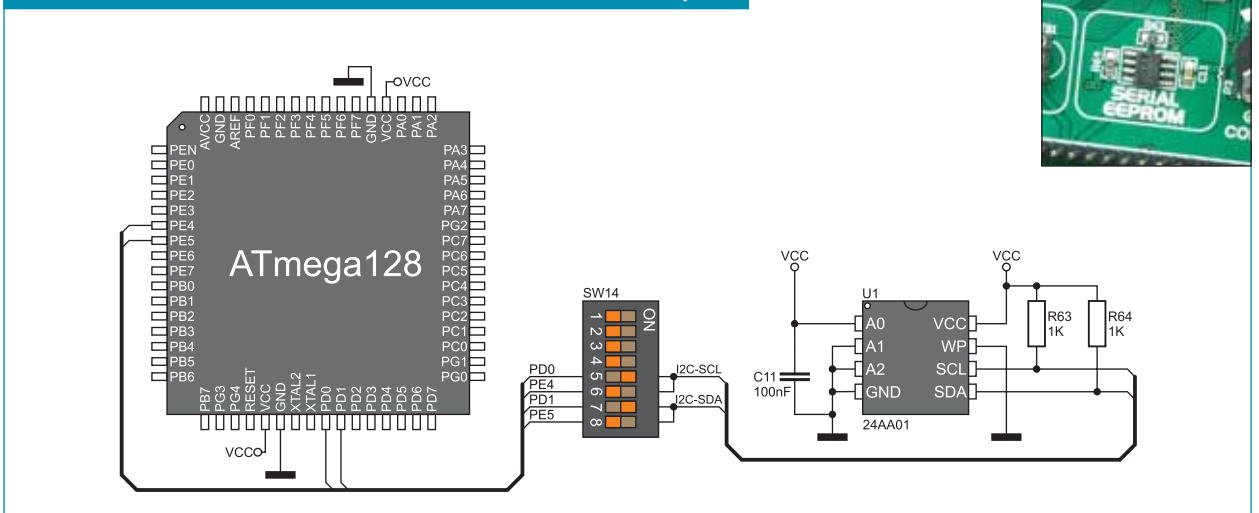 VCC
AVCC
GND
AREF
PF0
PF1
PF2
PF3
PF4
PF5
PF6
PF7
GND
VCC
PA0
PA1
PA2
PEN
PE0
PE1
PE2
PE3
PE4
PE5
PE6
PE7
PB0
PB1
PB2
PB3
PB4
PB5
PB6
ATmega128
PA3
PA4
PA5
PA6
PA7
PG2
PC7
PC6
PC5
PC4
PC3
PC2
PC1
PC0
PG1
PG0
PB7
PG3
PG4
RESET
VCC
GND
XTAL2
XTAL1
PD0
PD1
PD2
PD3
PD4
PD5
PD6
PD7
VCC
SW14
ON
1
2
3
4
5
6
7
8
PD0
PE4
PD1
PE5
I2C-SCL
I2C-SDA
VCC
C11
100nF
U1
A0
A1
A2
GND
VCC
WP
SCL
SDA
24AA01
VCC
R63
1K
R64
1K
SERIAL
EEPROM